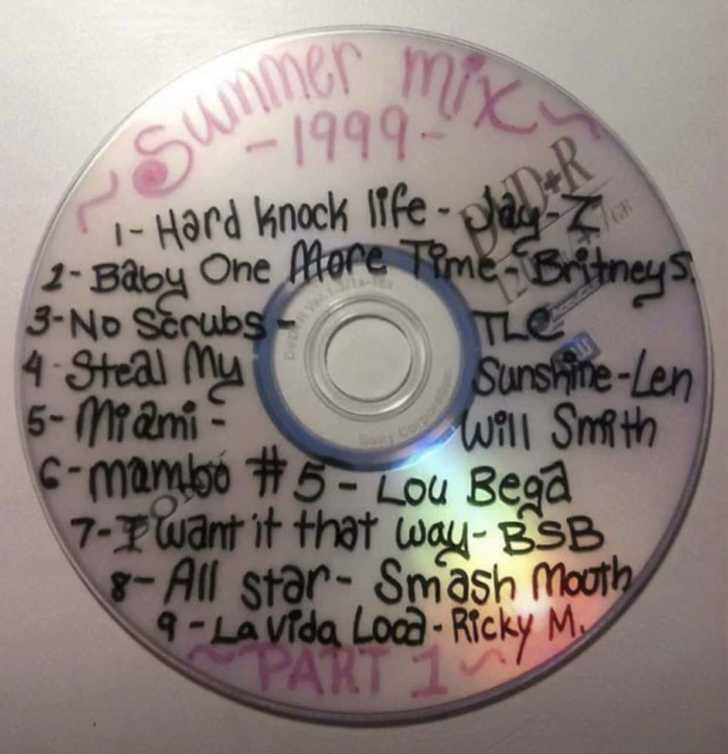 ~Summer mix~
-1999-
1- Hard knock life - Jay-Z
2- Baby One More Time - Britney S.
3- No Scrubs - TLC
4 - Steal My Sunshine - Len
5- Miami - Will Smith
6- mambo #5 - Lou Bega
7- I want it that way - BSB
8- All star - Smash Mouth
9 - La vida Loca - Ricky M.
~PART 1~
DVD+R
Sony Corporation